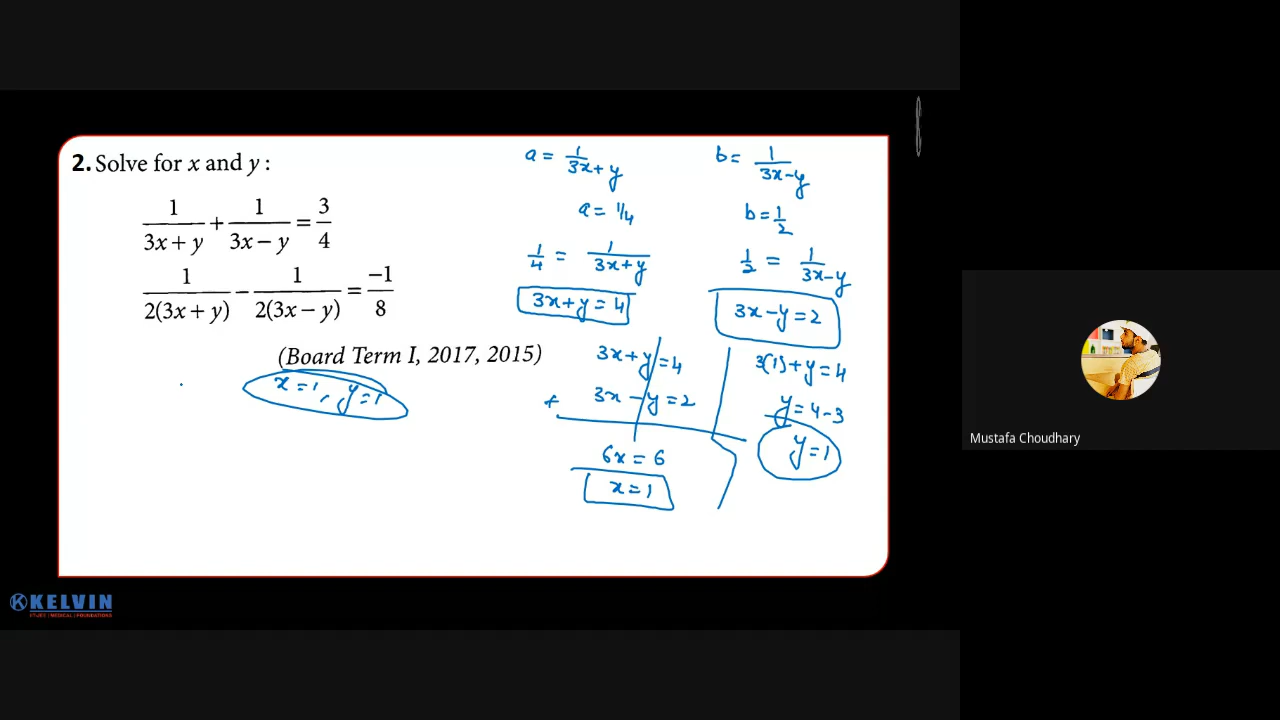 2. Solve for x and y :
1/(3x + y) + 1/(3x − y) = 3/4
1/(2(3x + y)) − 1/(2(3x − y)) = −1/8
(Board Term I, 2017, 2015)
x = 1, y = 1
a = 1/(3x + y)
a = 1/4
1/4 = 1/(3x + y)
3x + y = 4
b = 1/(3x − y)
b = 1/2
1/2 = 1/(3x − y)
3x − y = 2
3x + y = 4
+ 3x − y = 2
6x = 6
x = 1
3(1) + y = 4
y = 4 − 3
y = 1
KELVIN
Mustafa Choudhary